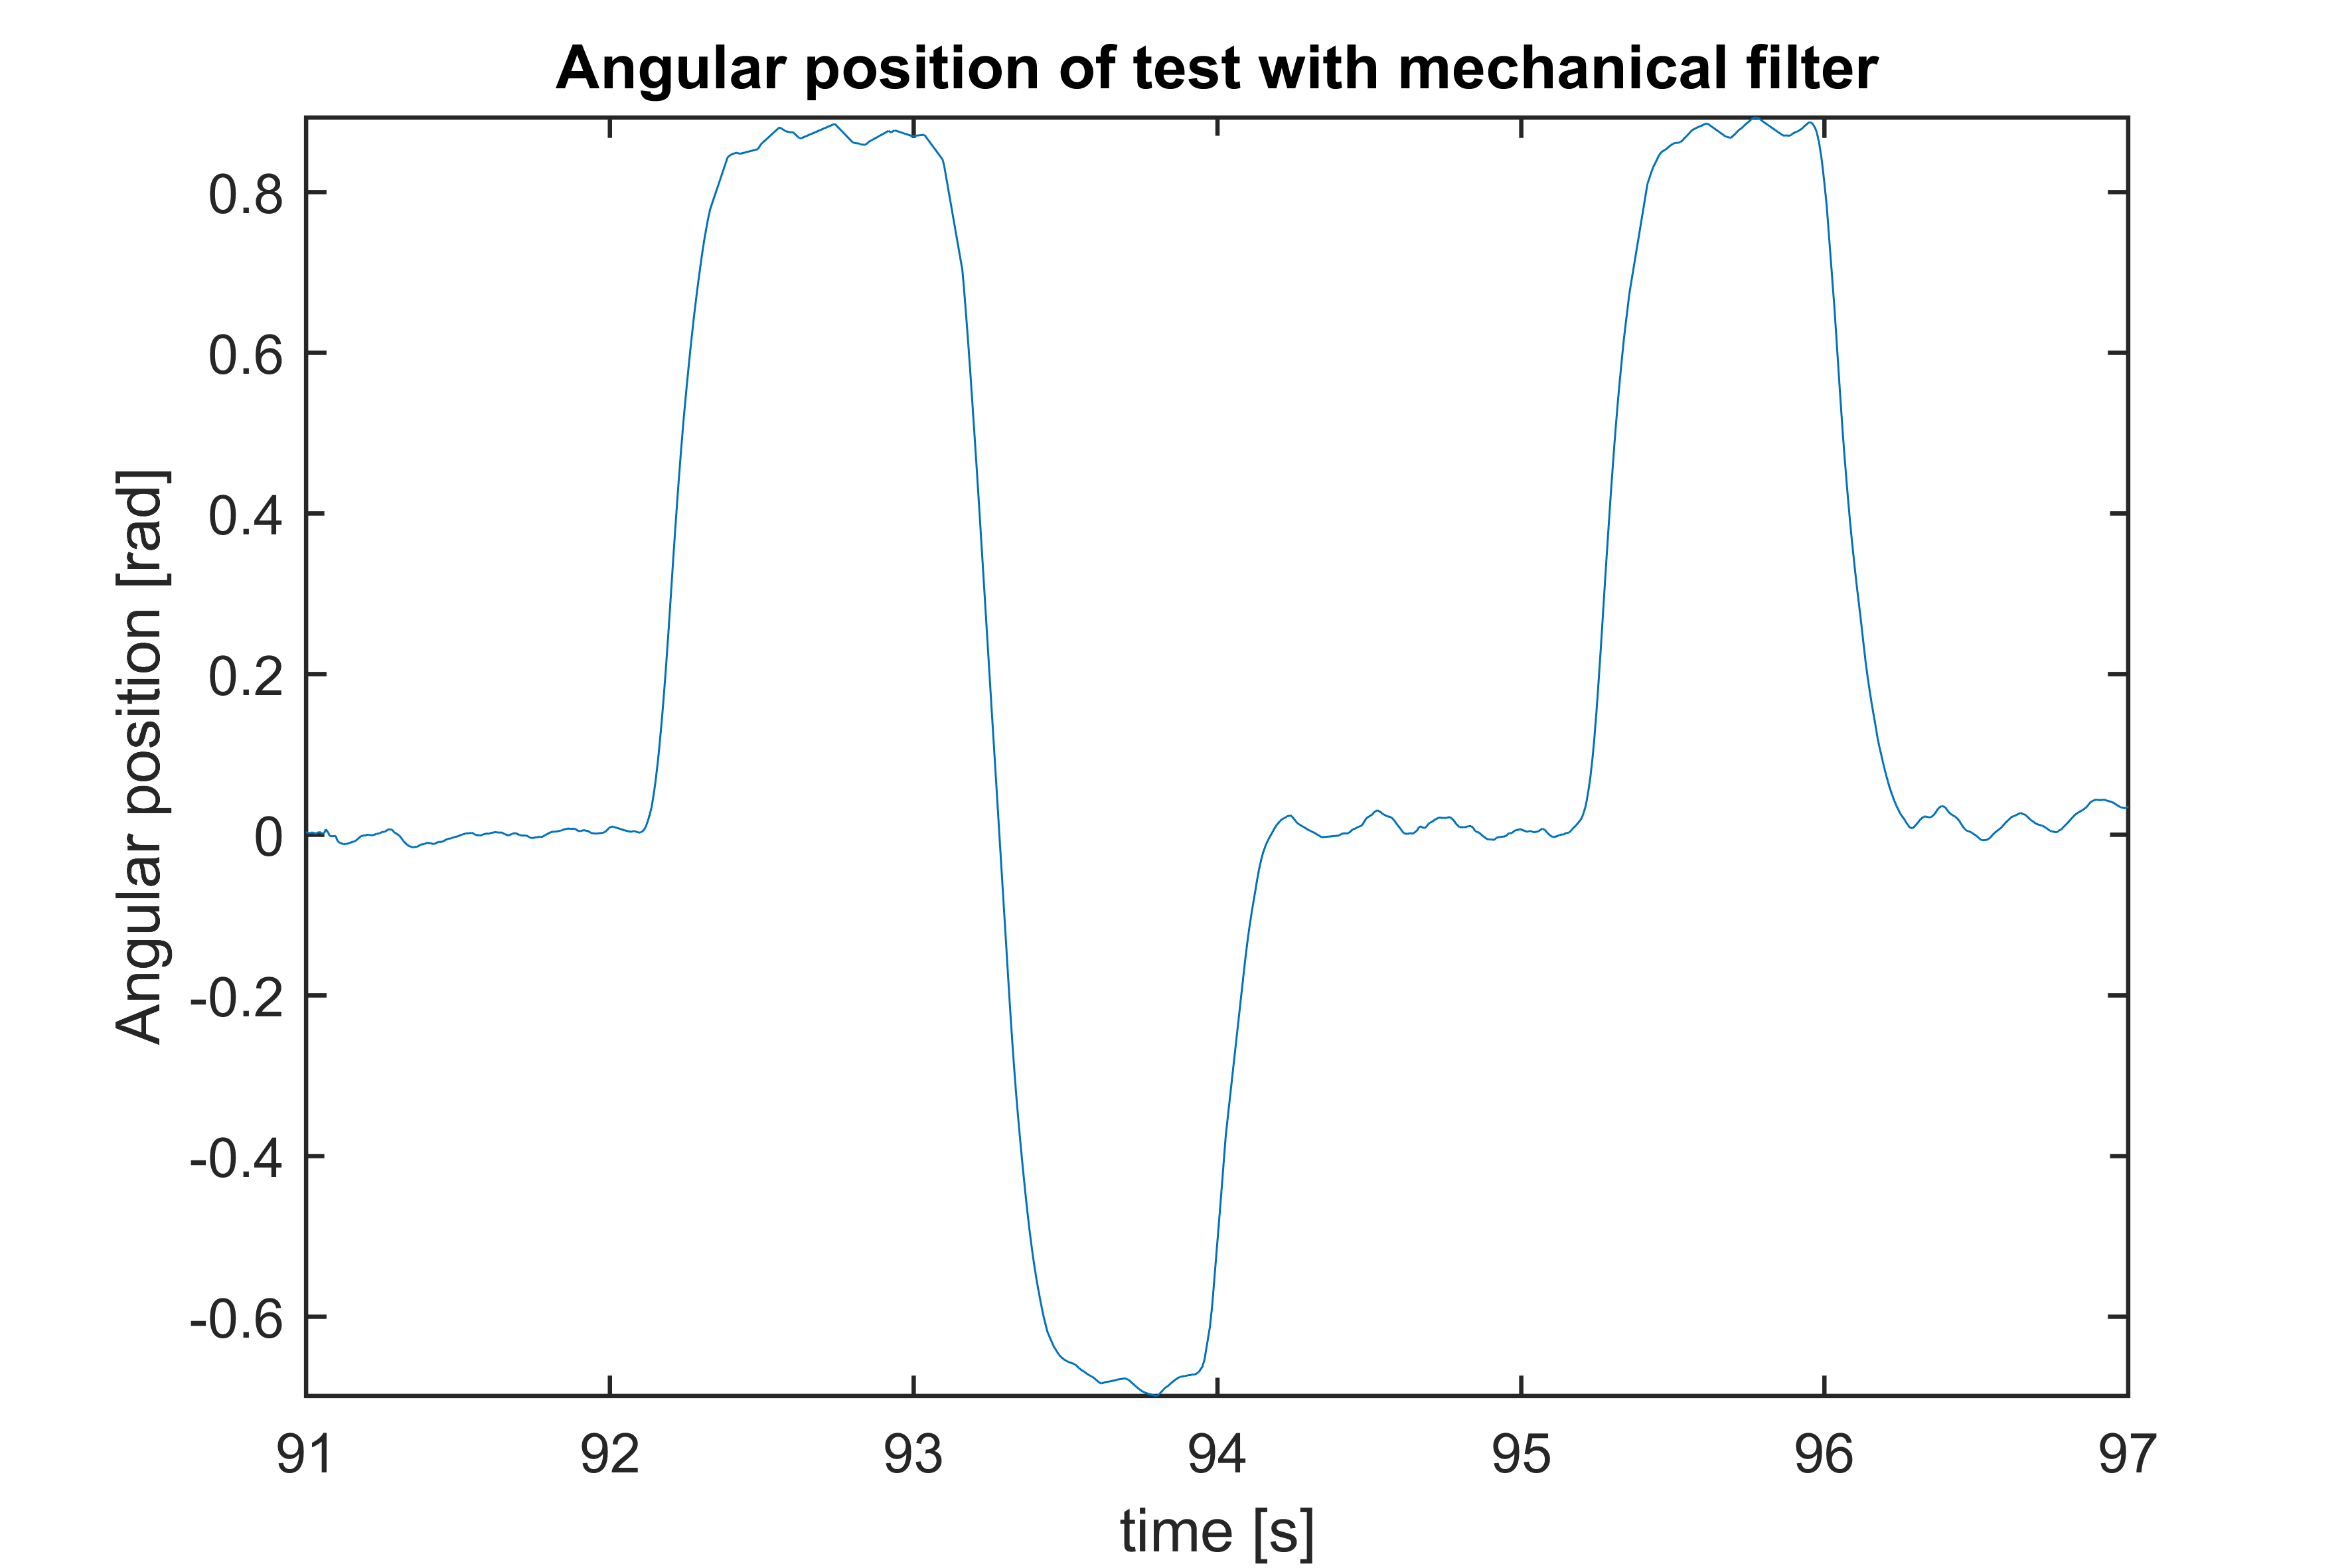 Angular position of test with mechanical filter
Angular position [rad]
0.8
0.6
0.4
0.2
0
-0.2
-0.4
-0.6
91 92 93 94 95 96 97
time [s]